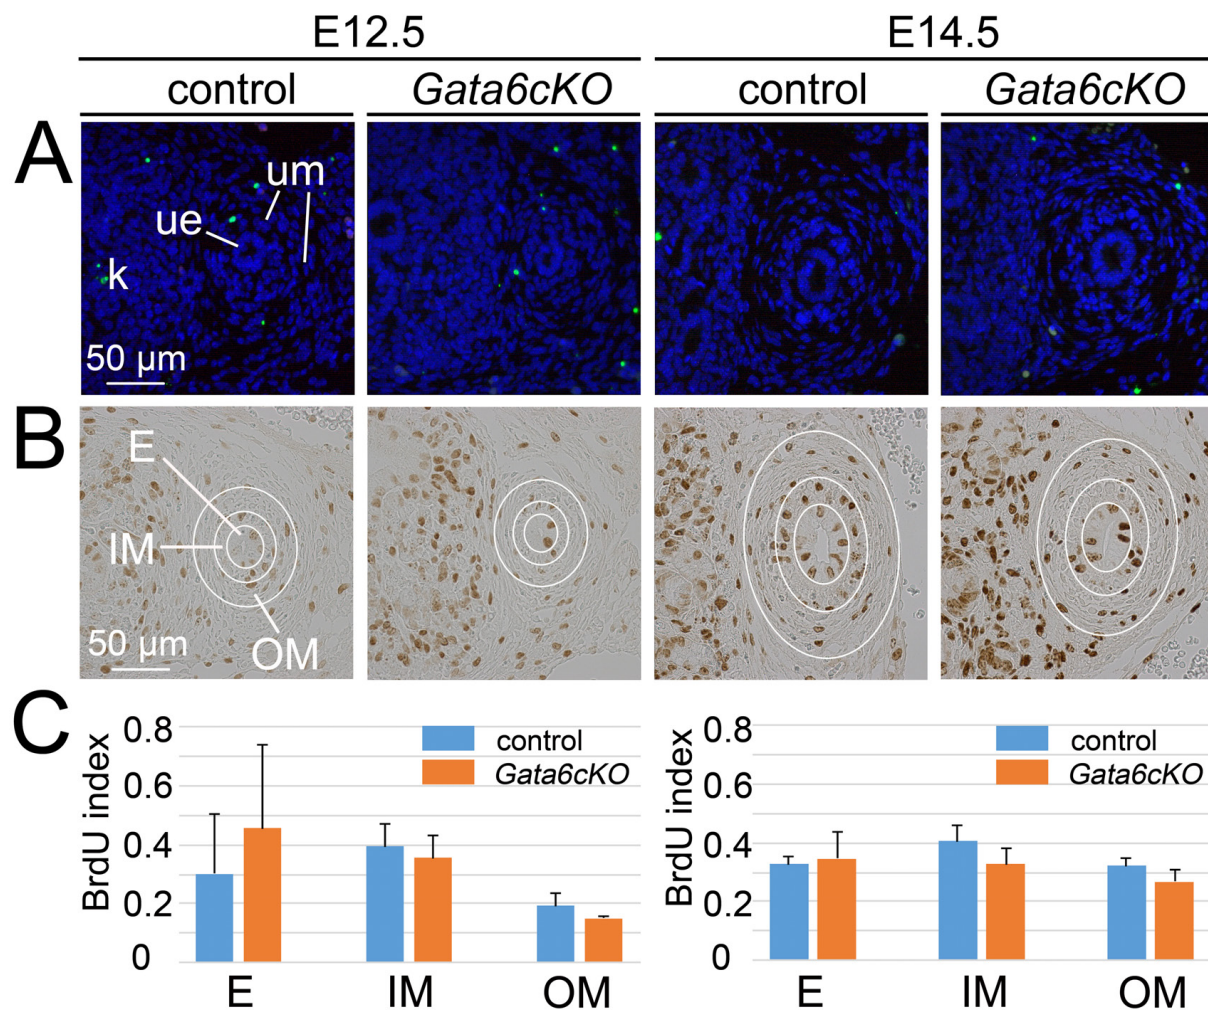 E12.5 E14.5
control Gata6cKO control Gata6cKO
A
um
ue
k
50 µm
B
E
IM
OM
50 µm
C
BrdU index
0.8
0.6
0.4
0.2
0
control
Gata6cKO
E IM OM
BrdU index
0.8
0.6
0.4
0.2
0
control
Gata6cKO
E IM OM